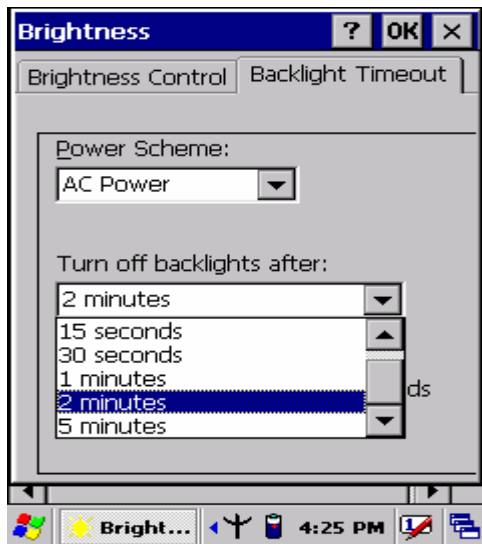 Brightness ? OK ×
Brightness Control Backlight Timeout
Power Scheme:
AC Power
Turn off backlights after:
2 minutes
15 seconds
30 seconds
1 minutes
2 minutes
5 minutes
ds
Bright... 4:25 PM